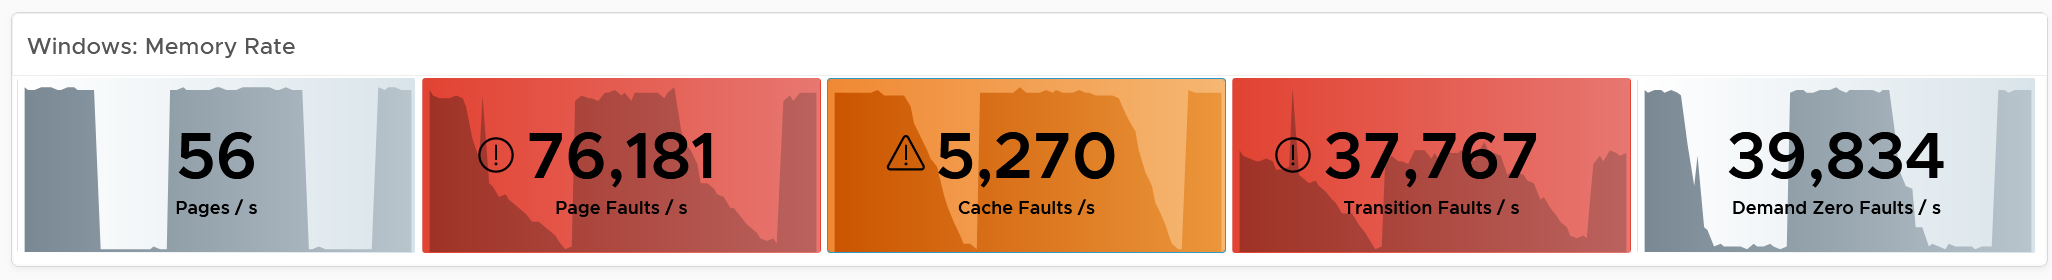 Windows: Memory Rate
56
Pages / s
76,181
Page Faults / s
5,270
Cache Faults /s
37,767
Transition Faults / s
39,834
Demand Zero Faults / s